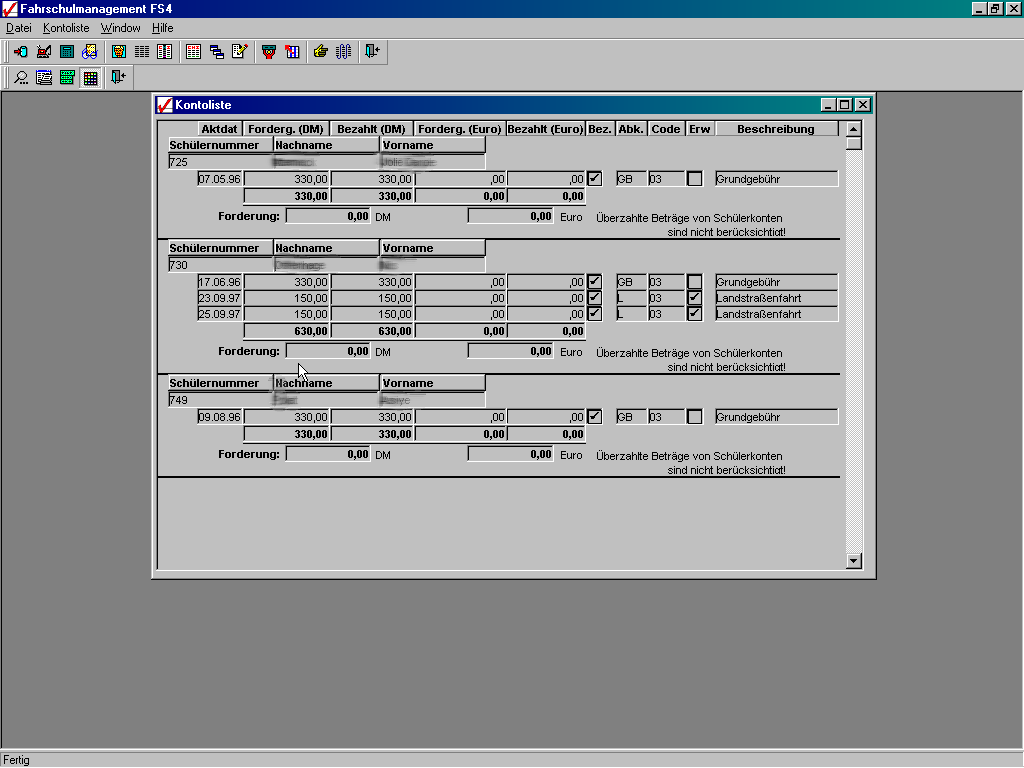 Fahrschulmanagement FS4
Datei Kontoliste Window Hilfe
Kontoliste
Aktdat Forderg. (DM) Bezahlt (DM) Forderg. (Euro) Bezahlt (Euro) Bez. Abk. Code Erw Beschreibung
Schülernummer Nachname Vorname
725
07.05.96 330,00 330,00 ,00 ,00 GB 03 Grundgebühr
330,00 330,00 0,00 0,00
Forderung: 0,00 DM 0,00 Euro Überzahlte Beträge von Schülerkonten
sind nicht berücksichtigt!
Schülernummer Nachname Vorname
730
17.06.96 330,00 330,00 ,00 ,00 GB 03 Grundgebühr
23.09.97 150,00 150,00 ,00 ,00 L 03 Landstraßenfahrt
25.09.97 150,00 150,00 ,00 ,00 L 03 Landstraßenfahrt
630,00 630,00 0,00 0,00
Forderung: 0,00 DM 0,00 Euro Überzahlte Beträge von Schülerkonten
sind nicht berücksichtigt!
Schülernummer Nachname Vorname
749
09.08.96 330,00 330,00 ,00 ,00 GB 03 Grundgebühr
330,00 330,00 0,00 0,00
Forderung: 0,00 DM 0,00 Euro Überzahlte Beträge von Schülerkonten
sind nicht berücksichtigt!
Fertig